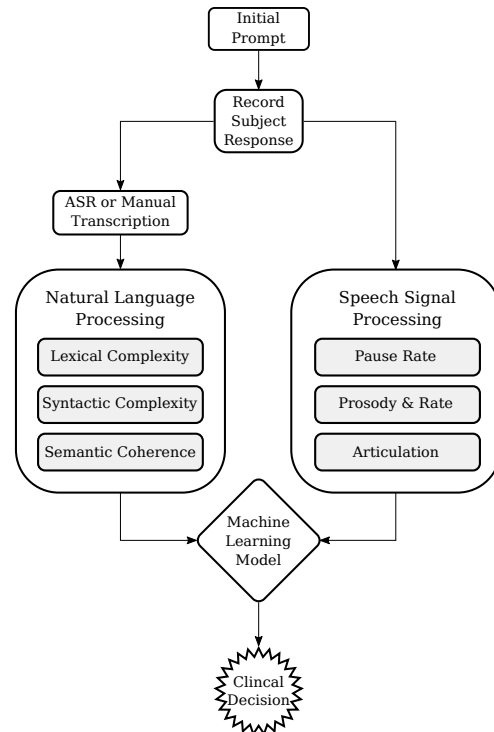 Initial
Prompt
Record
Subject
Response
ASR or Manual
Transcription
Natural Language
Processing
Lexical Complexity
Syntactic Complexity
Semantic Coherence
Speech Signal
Processing
Pause Rate
Prosody & Rate
Articulation
Machine
Learning
Model
Clincal
Decision